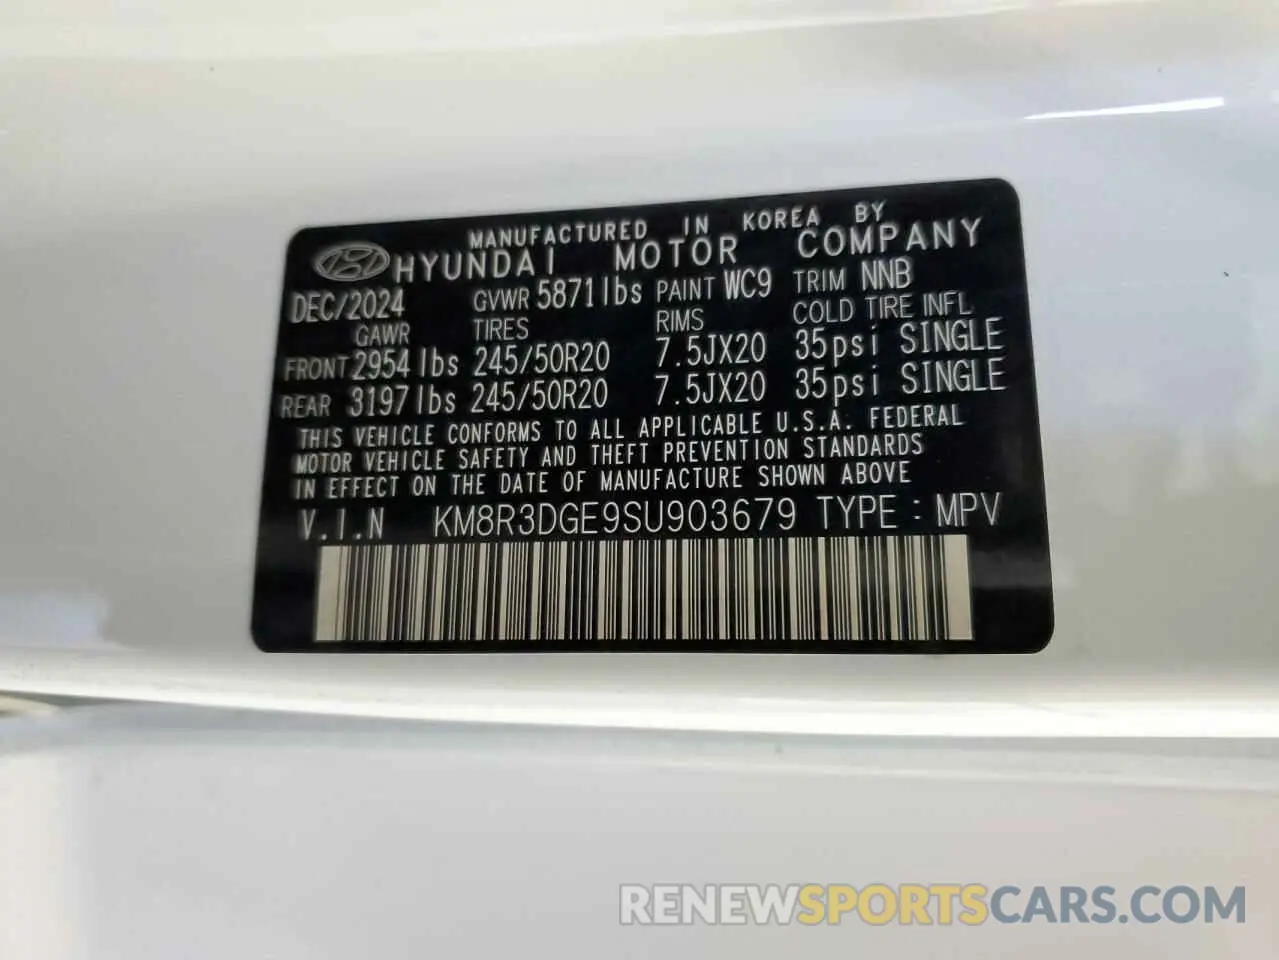 MANUFACTURED IN KOREA BY
HYUNDAI MOTOR COMPANY
DEC/2024 GVWR 5871lbs PAINT WC9 TRIM NNB
GAWR TIRES RIMS COLD TIRE INFL
FRONT 2954lbs 245/50R20 7.5JX20 35psi SINGLE
REAR 3197lbs 245/50R20 7.5JX20 35psi SINGLE
THIS VEHICLE CONFORMS TO ALL APPLICABLE U.S.A. FEDERAL
MOTOR VEHICLE SAFETY AND THEFT PREVENTION STANDARDS
IN EFFECT ON THE DATE OF MANUFACTURE SHOWN ABOVE
V.I.N KM8R3DGE9SU903679 TYPE : MPV
RENEWSPORTSCARS.COM